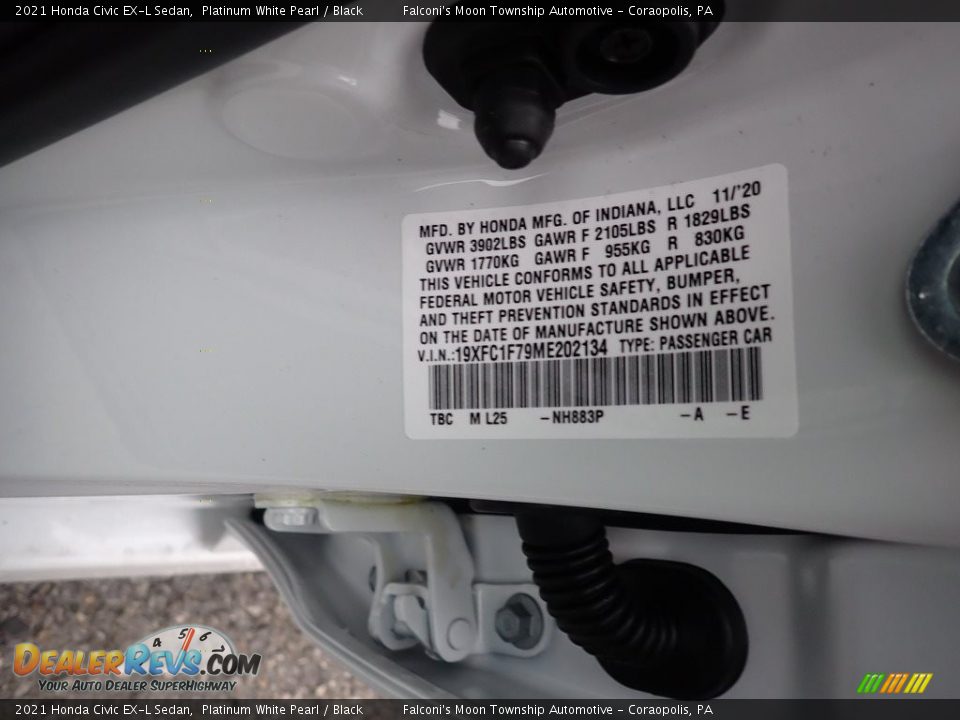 2021 Honda Civic EX-L Sedan,  Platinum White Pearl / Black     Falconi's Moon Township Automotive - Coraopolis, PA
MFD. BY HONDA MFG. OF INDIANA, LLC   11/'20
GVWR 3902LBS  GAWR F 2105LBS  R 1829LBS
GVWR 1770KG  GAWR F  955KG  R  830KG
THIS VEHICLE CONFORMS TO ALL APPLICABLE
FEDERAL MOTOR VEHICLE SAFETY, BUMPER,
AND THEFT PREVENTION STANDARDS IN EFFECT
ON THE DATE OF MANUFACTURE SHOWN ABOVE.
V.I.N.:19XFC1F79ME202134  TYPE: PASSENGER CAR
TBC  M L25  -NH883P  -A  -E
4 5 6
DEALERREVS.COM
YOUR AUTO DEALER SUPERHIGHWAY
2021 Honda Civic EX-L Sedan,  Platinum White Pearl / Black     Falconi's Moon Township Automotive - Coraopolis, PA